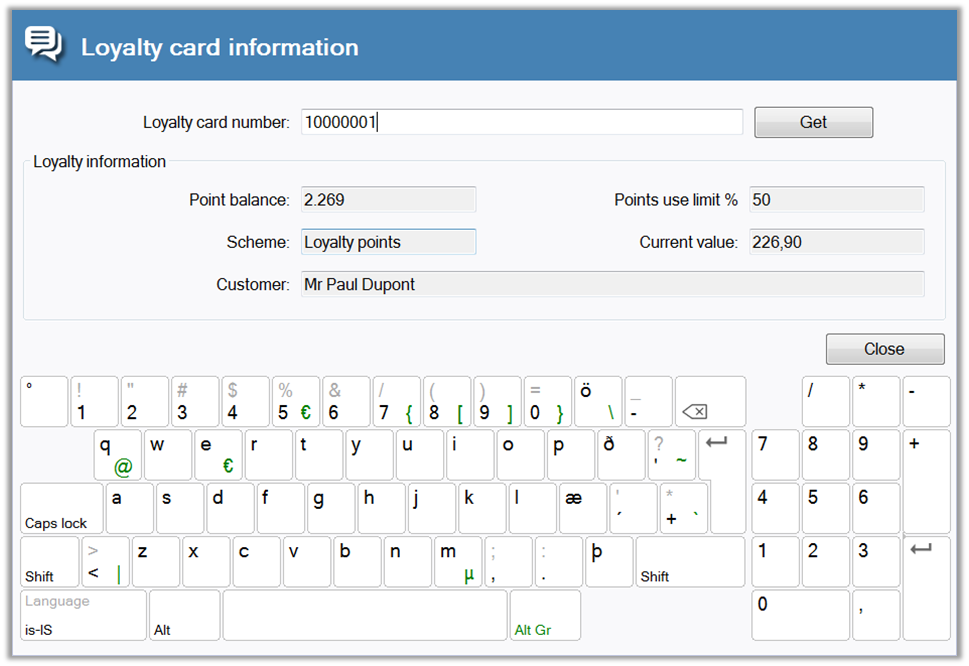 Loyalty card information
Loyalty card number: 10000001 Get
Loyalty information
Point balance: 2.269 Points use limit % 50
Scheme: Loyalty points Current value: 226,90
Customer: Mr Paul Dupont
Close
° ! 1 " 2 # 3 $ 4 % 5 € & 6 / 7 { ( 8 [ ) 9 ] = 0 } ö \ _ - / * -
q @ w e € r t y u i o p ð ? ' ~ 7 8 9 +
Caps lock a s d f g h j k l æ ' ´ * + ` 4 5 6
Shift > < | z x c v b n m µ ; , : . þ Shift 1 2 3
Language is-IS Alt Alt Gr 0 ,